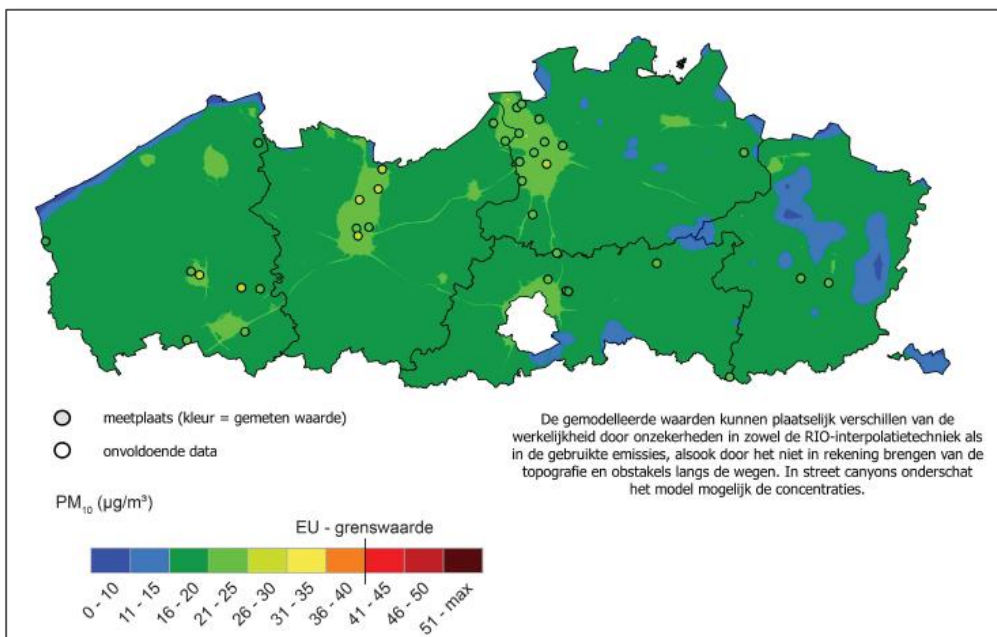 meetplaats (kleur = gemeten waarde)
onvoldoende data
De gemodelleerde waarden kunnen plaatselijk verschillen van de
werkelijkheid door onzekerheden in zowel de RIO-interpolatietechniek als
in de gebruikte emissies, alsook door het niet in rekening brengen van de
topografie en obstakels langs de wegen. In street canyons onderschat
het model mogelijk de concentraties.
PM₁₀ (µg/m³)
EU - grenswaarde
0 - 10
11 - 15
16 - 20
21 - 25
26 - 30
31 - 35
36 - 40
41 - 45
46 - 50
51 - max